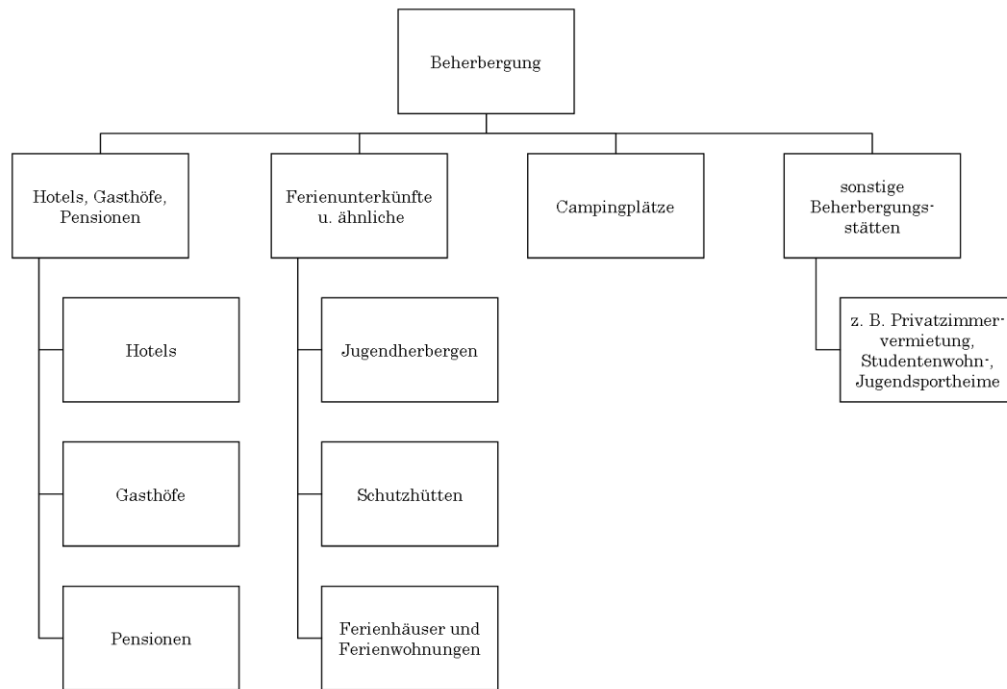 Beherbergung
Hotels, Gasthöfe,
Pensionen
Ferienunterkünfte
u. ähnliche
Campingplätze
sonstige
Beherbergungs-
stätten
Hotels
Jugendherbergen
z. B. Privatzimmer-
vermietung,
Studentenwohn-,
Jugendsportheime
Gasthöfe
Schutzhütten
Pensionen
Ferienhäuser und
Ferienwohnungen